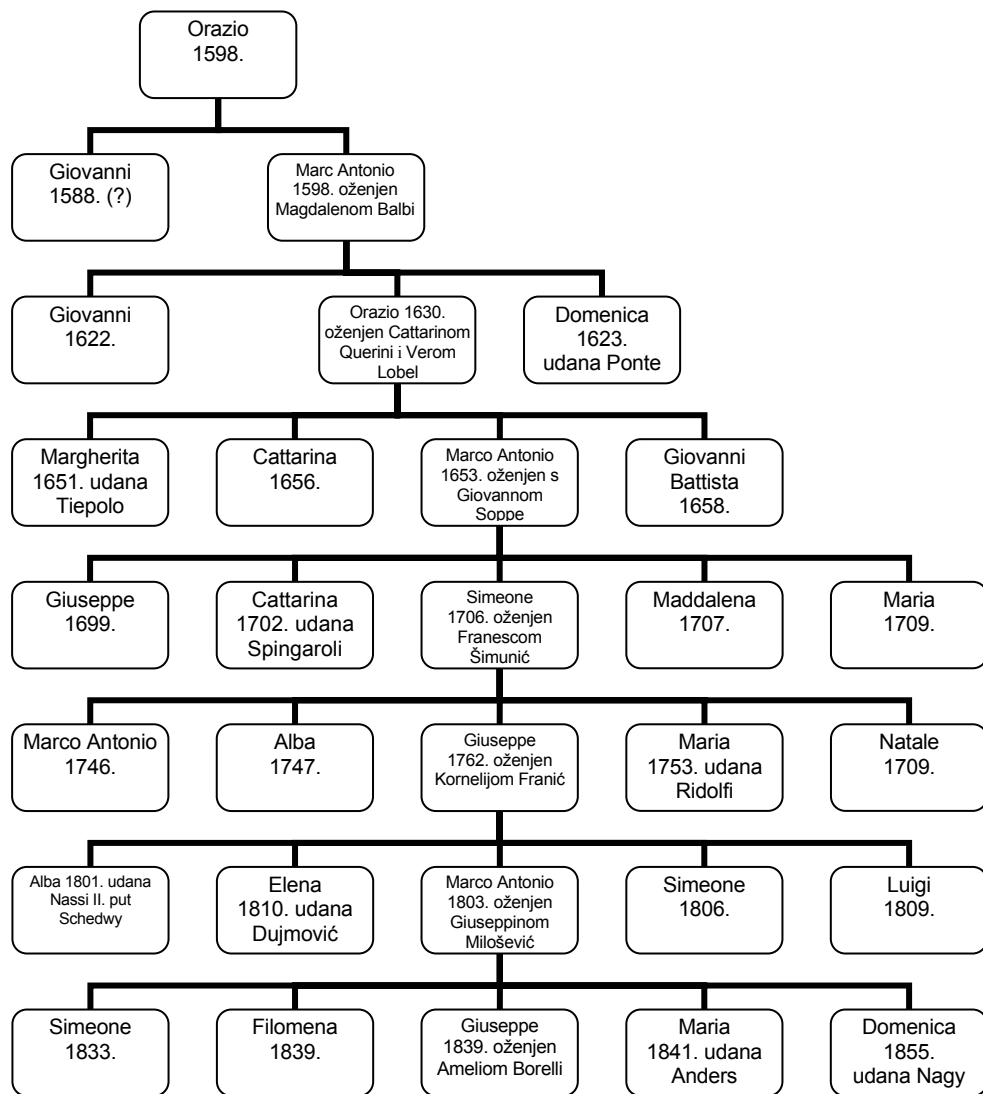 Orazio
1598.
Giovanni
1588. (?)
Marc Antonio
1598. oženjen
Magdalenom Balbi
Giovanni
1622.
Orazio 1630.
oženjen Cattarinom
Querini i Verom
Lobel
Domenica
1623.
udana Ponte
Margherita
1651. udana
Tiepolo
Cattarina
1656.
Marco Antonio
1653. oženjen s
Giovannom
Soppe
Giovanni
Battista
1658.
Giuseppe
1699.
Cattarina
1702. udana
Spingaroli
Simeone
1706. oženjen
Franescom
Šimunić
Maddalena
1707.
Maria
1709.
Marco Antonio
1746.
Alba
1747.
Giuseppe
1762. oženjen
Kornelijom Franić
Maria
1753. udana
Ridolfi
Natale
1709.
Alba 1801. udana
Nassi II. put
Schedwy
Elena
1810. udana
Dujmović
Marco Antonio
1803. oženjen
Giuseppinom
Milošević
Simeone
1806.
Luigi
1809.
Simeone
1833.
Filomena
1839.
Giuseppe
1839. oženjen
Ameliom Borelli
Maria
1841. udana
Anders
Domenica
1855.
udana Nagy